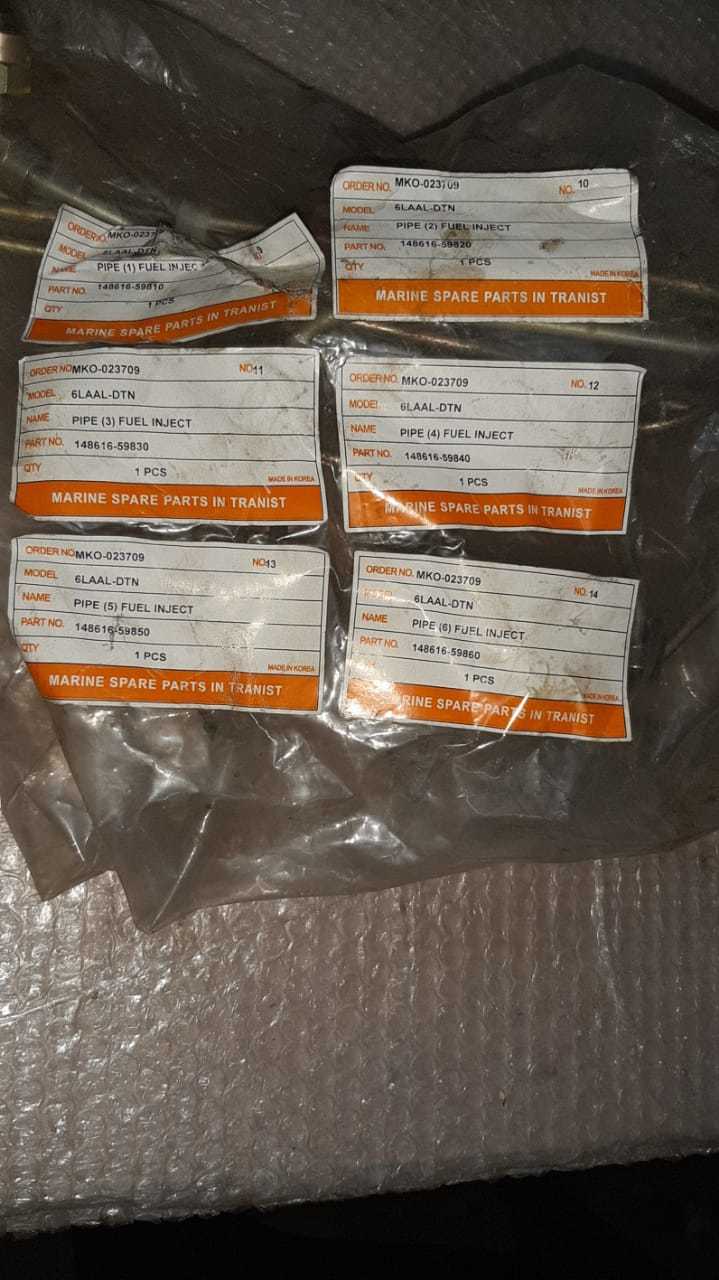 ORDER NO. MKO-0237
MODEL 6LAAL-DTN
NAME PIPE (1) FUEL INJEC
PART NO. 148616-59810
QTY 1 PCS
MARINE SPARE PARTS IN TRANIST
ORDER NO. MKO-023709 NO. 10
MODEL 6LAAL-DTN
NAME PIPE (2) FUEL INJECT
PART NO. 148616-59820
QTY 1 PCS
MADE IN KOREA
MARINE SPARE PARTS IN TRANIST
ORDER NO MKO-023709 NO. 11
MODEL 6LAAL-DTN
NAME PIPE (3) FUEL INJECT
PART NO. 148616-59830
QTY 1 PCS
MADE IN KOREA
MARINE SPARE PARTS IN TRANIST
ORDER NO. MKO-023709 NO. 12
MODEL 6LAAL-DTN
NAME PIPE (4) FUEL INJECT
PART NO. 148616-59840
QTY 1 PCS
MADE IN KOREA
MARINE SPARE PARTS IN TRANIST
ORDER NO MKO-023709 NO. 13
MODEL 6LAAL-DTN
NAME PIPE (5) FUEL INJECT
PART NO. 148616-59850
QTY 1 PCS
MADE IN KOREA
MARINE SPARE PARTS IN TRANIST
ORDER NO. MKO-023709 NO. 14
6LAAL-DTN
NAME PIPE (6) FUEL INJECT
PART NO. 148616-59860
QTY 1 PCS
MADE IN KOREA
MARINE SPARE PARTS IN TRANIST